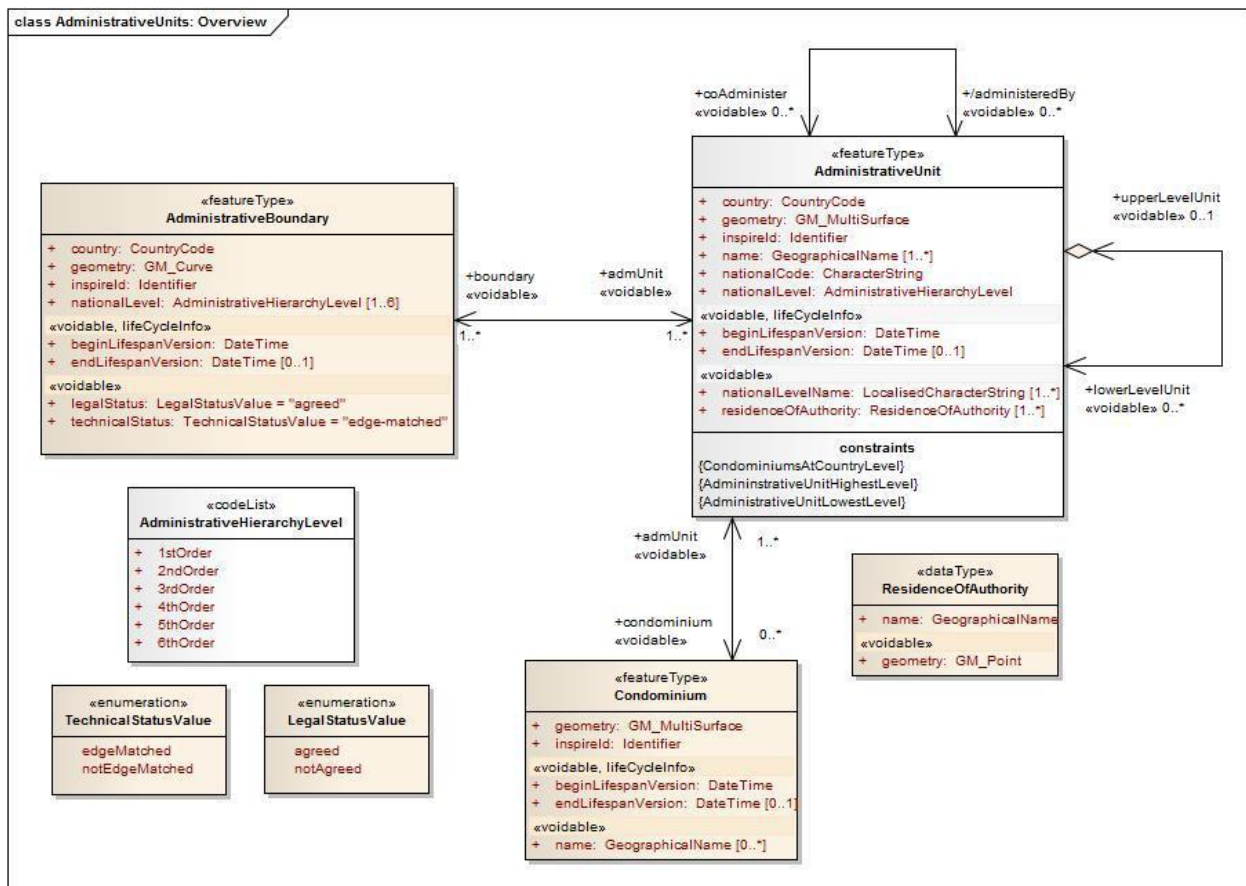 class AdministrativeUnits: Overview
+coAdminister
«voidable» 0..*
+/administeredBy
«voidable» 0..*
«featureType»
AdministrativeUnit
+ country: CountryCode
+ geometry: GM_MultiSurface
+ inspireId: Identifier
+ name: GeographicalName [1..*]
+ nationalCode: CharacterString
+ nationalLevel: AdministrativeHierarchyLevel
«voidable, lifeCycleInfo»
+ beginLifespanVersion: DateTime
+ endLifespanVersion: DateTime [0..1]
«voidable»
+ nationalLevelName: LocalisedCharacterString [1..*]
+ residenceOfAuthority: ResidenceOfAuthority [1..*]
constraints
{CondominiumsAtCountryLevel}
{AdmininstrativeUnitHighestLevel}
{AdministrativeUnitLowestLevel}
+upperLevelUnit
«voidable» 0..1
+lowerLevelUnit
«voidable» 0..*
«featureType»
AdministrativeBoundary
+ country: CountryCode
+ geometry: GM_Curve
+ inspireId: Identifier
+ nationalLevel: AdministrativeHierarchyLevel [1..6]
«voidable, lifeCycleInfo»
+ beginLifespanVersion: DateTime
+ endLifespanVersion: DateTime [0..1]
«voidable»
+ legalStatus: LegalStatusValue = "agreed"
+ technicalStatus: TechnicalStatusValue = "edge-matched"
+boundary
«voidable»
1..*
+admUnit
«voidable»
1..*
«codeList»
AdministrativeHierarchyLevel
+ 1stOrder
+ 2ndOrder
+ 3rdOrder
+ 4thOrder
+ 5thOrder
+ 6thOrder
+admUnit
«voidable»
1..*
+condominium
«voidable»
0..*
«dataType»
ResidenceOfAuthority
+ name: GeographicalName
«voidable»
+ geometry: GM_Point
«enumeration»
TechnicalStatusValue
edgeMatched
notEdgeMatched
«enumeration»
LegalStatusValue
agreed
notAgreed
«featureType»
Condominium
+ geometry: GM_MultiSurface
+ inspireId: Identifier
«voidable, lifeCycleInfo»
+ beginLifespanVersion: DateTime
+ endLifespanVersion: DateTime [0..1]
«voidable»
+ name: GeographicalName [0..*]